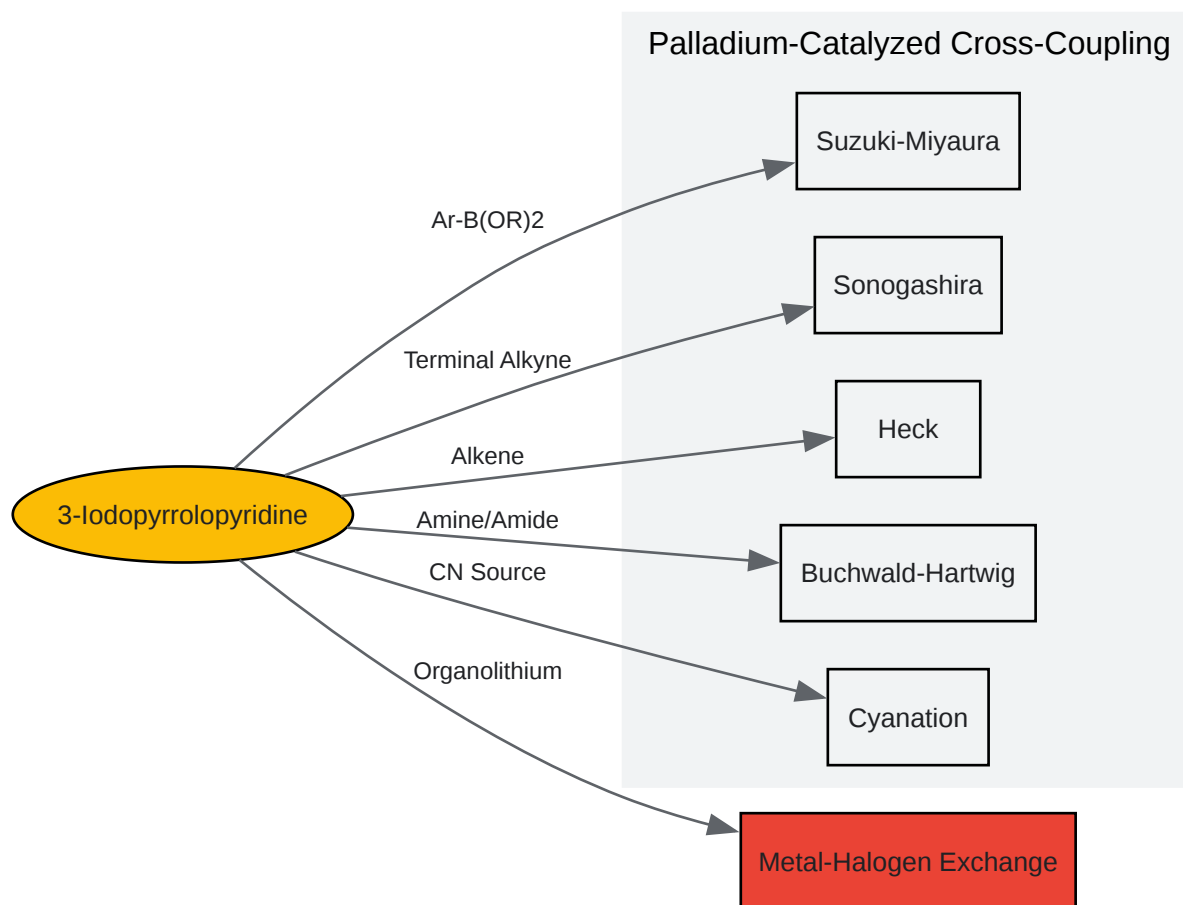 Palladium-Catalyzed Cross-Coupling
Suzuki-Miyaura
Ar-B(OR)2
Sonogashira
Terminal Alkyne
Heck
Alkene
3-Iodopyrrolopyridine
Amine/Amide
Buchwald-Hartwig
CN Source
Organolithium
Cyanation
Metal-Halogen Exchange